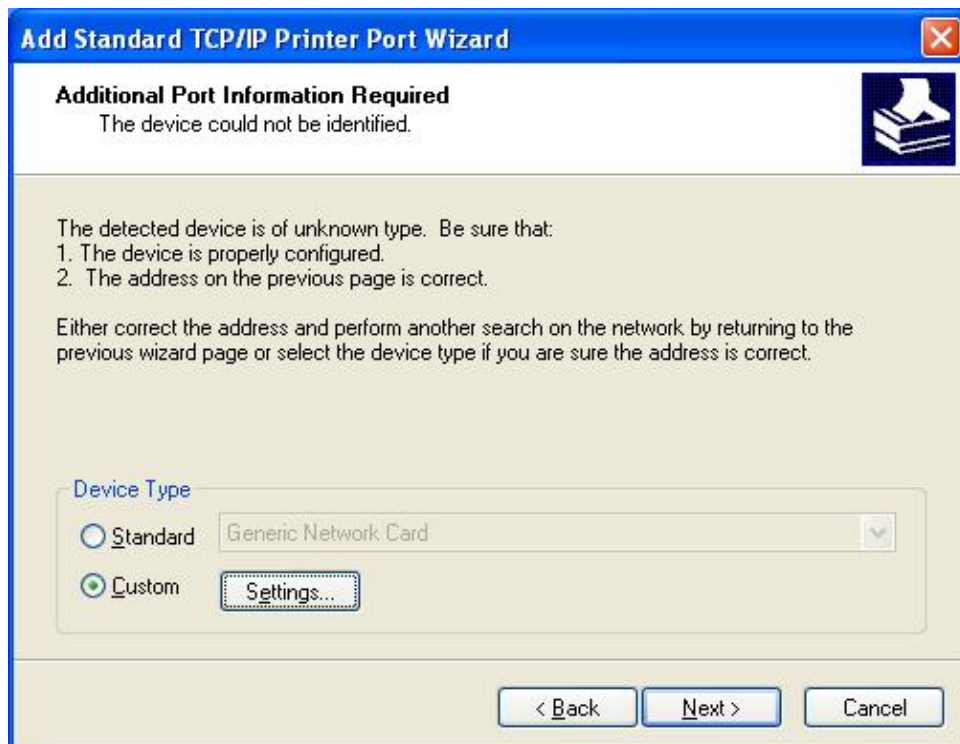 Add Standard TCP/IP Printer Port Wizard
Additional Port Information Required
The device could not be identified.
The detected device is of unknown type.  Be sure that:
1. The device is properly configured.
2.  The address on the previous page is correct.
Either correct the address and perform another search on the network by returning to the
previous wizard page or select the device type if you are sure the address is correct.
Device Type
Standard
Generic Network Card
Custom
Settings...
< Back
Next >
Cancel